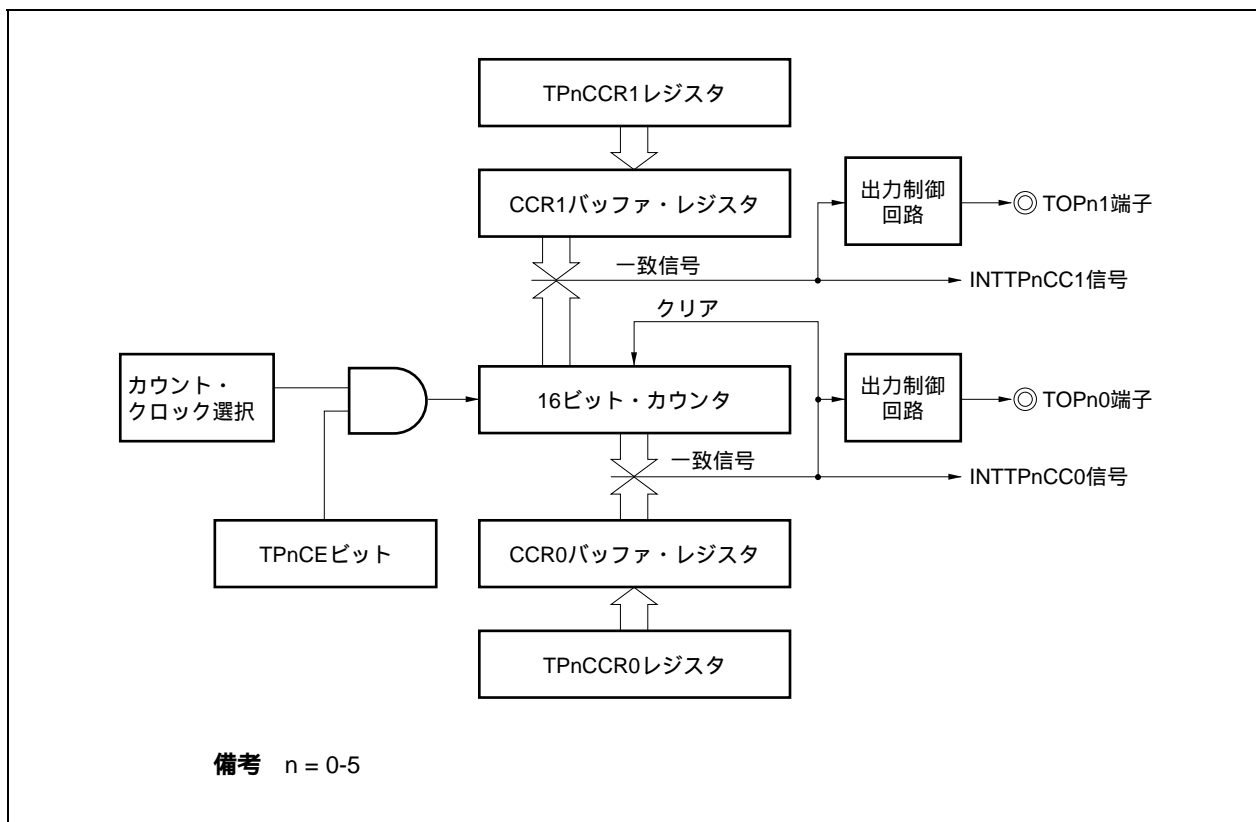 TPnCCR1レジスタ
CCR1バッファ・レジスタ
出力制御
回路
TOPn1端子
一致信号
INTTPnCC1信号
クリア
カウント・
クロック選択
16ビット・カウンタ
出力制御
回路
TOPn0端子
一致信号
INTTPnCC0信号
TPnCEビット
CCR0バッファ・レジスタ
TPnCCR0レジスタ
備考 n = 0-5